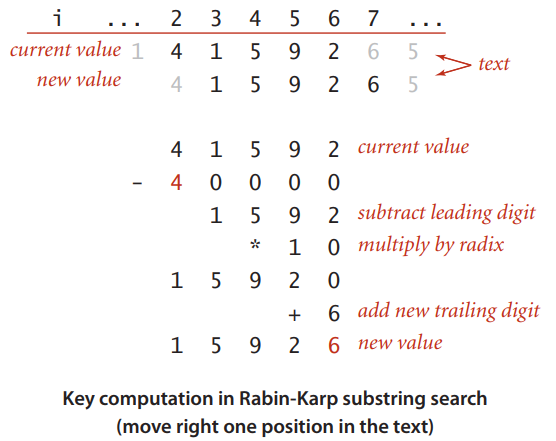 i ... 2 3 4 5 6 7 ...
current value 1 4 1 5 9 2 6 5
new value 4 1 5 9 2 6 5
text
4 1 5 9 2 current value
- 4 0 0 0 0
1 5 9 2 subtract leading digit
* 1 0 multiply by radix
1 5 9 2 0
+ 6 add new trailing digit
1 5 9 2 6 new value
Key computation in Rabin-Karp substring search
(move right one position in the text)